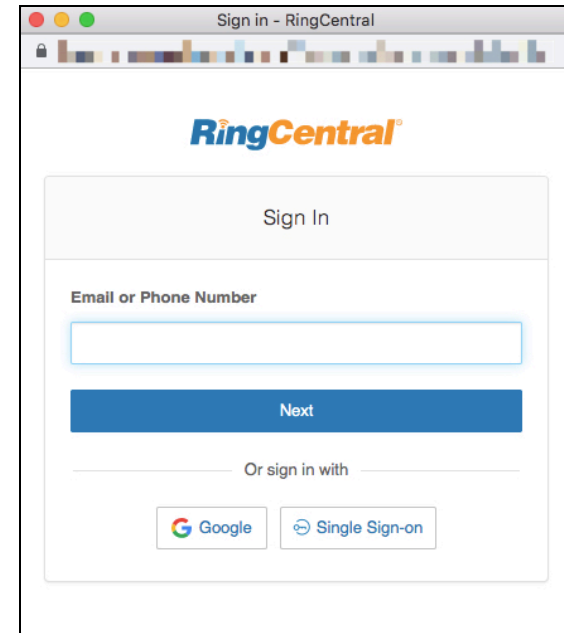 Sign in - RingCentral
RingCentral®
Sign In
Email or Phone Number
Next
Or sign in with
Google
Single Sign-on